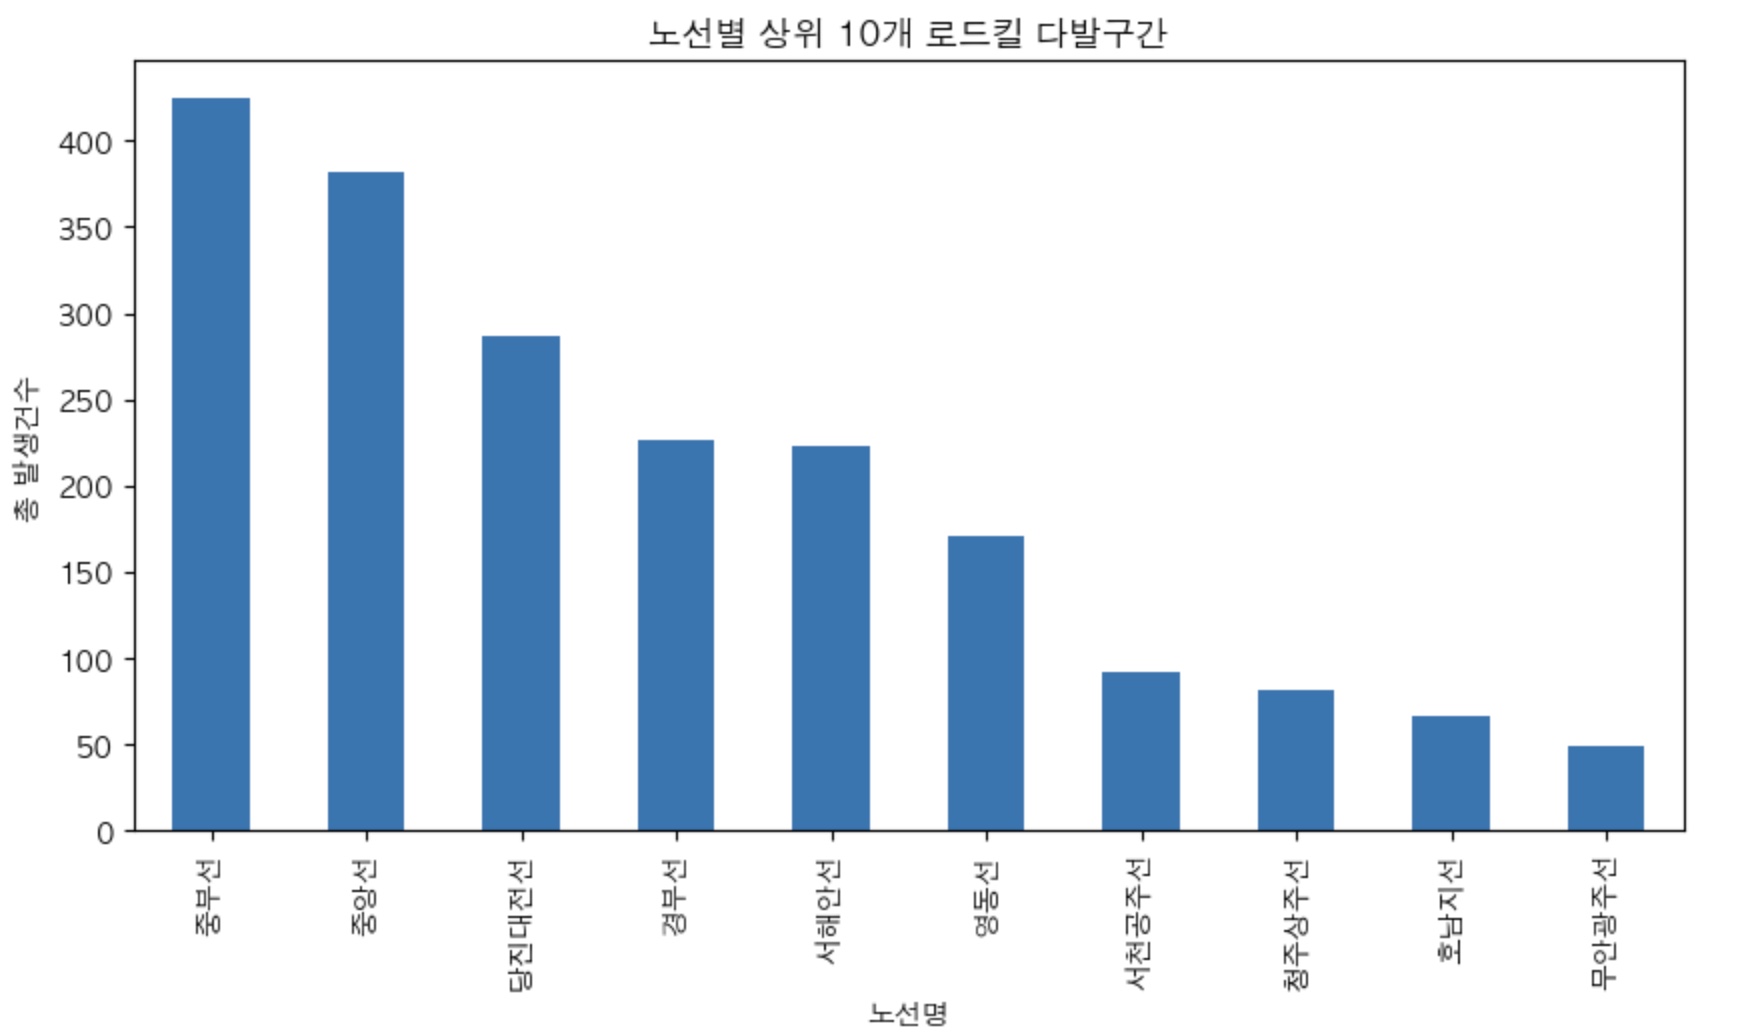 노선별 상위 10개 로드킬 다발구간
총 발생건수
400
350
300
250
200
150
100
50
0
중부선
중앙선
당진대전선
경부선
서해안선
영동선
서천공주선
청주상주선
호남지선
무안광주선
노선명